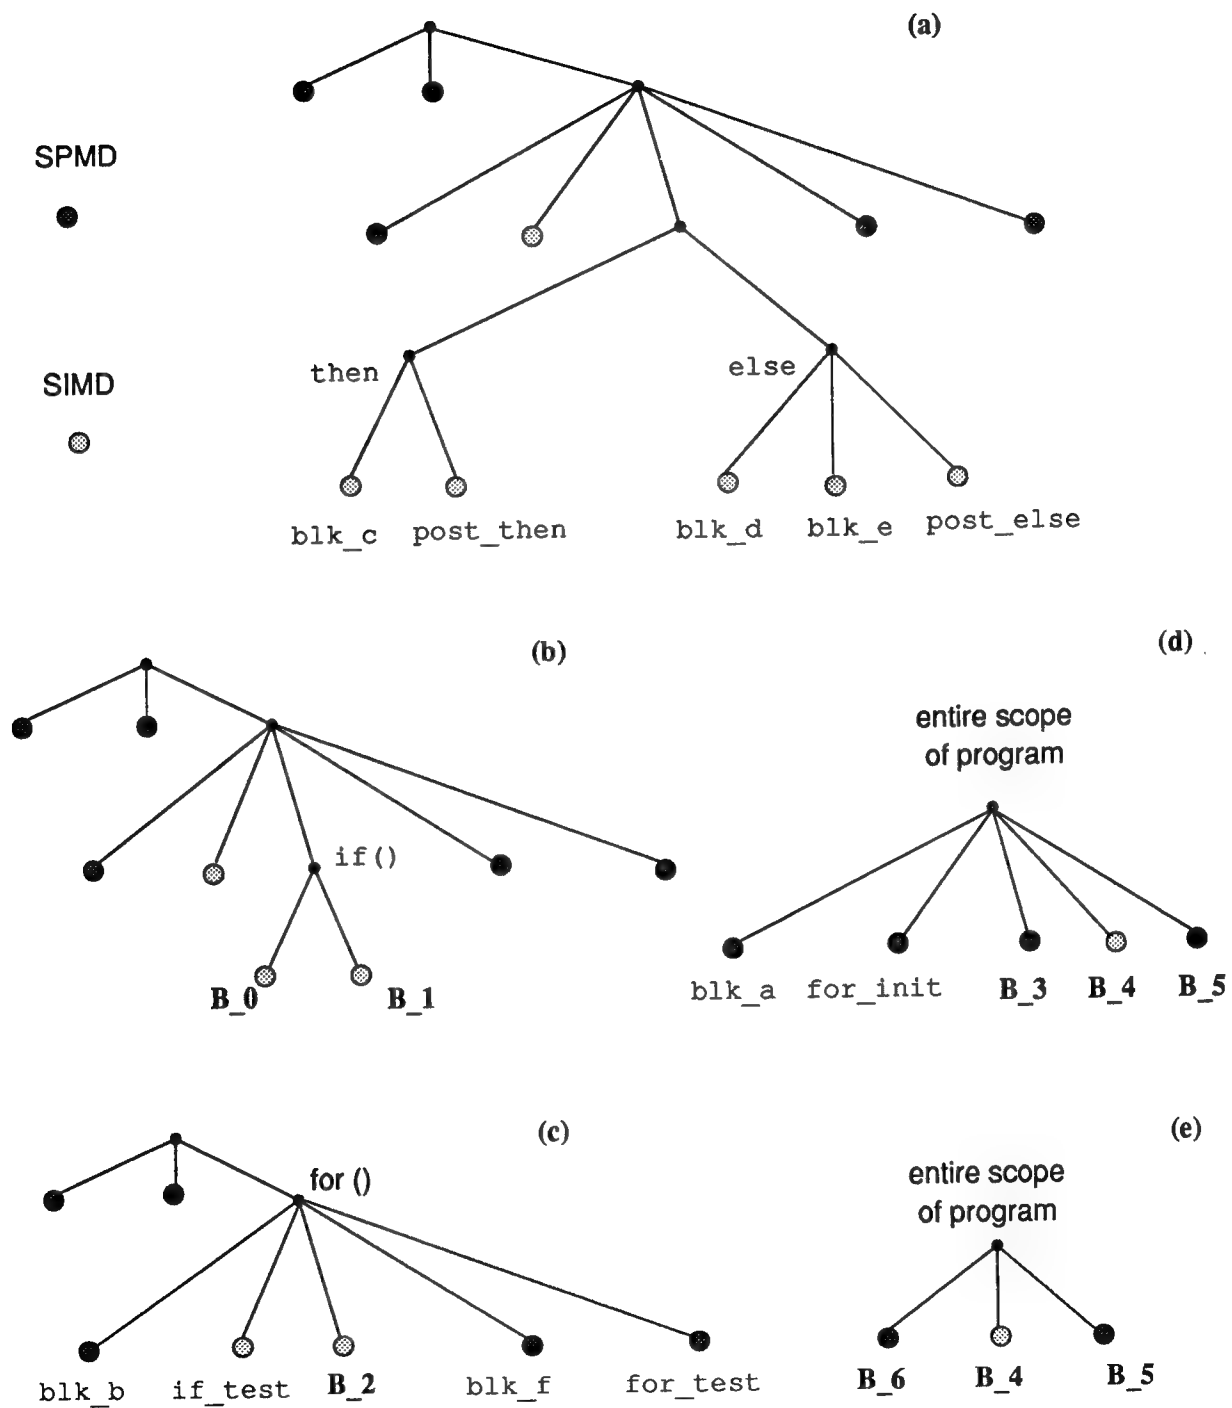 (a)
SPMD
then
else
SIMD
blk_c post_then blk_d blk_e post_else
(b)
if()
B_0 B_1
(d)
entire scope
of program
blk_a for_init B_3 B_4 B_5
(c)
for ()
blk_b if_test B_2 blk_f for_test
(e)
entire scope
of program
B_6 B_4 B_5